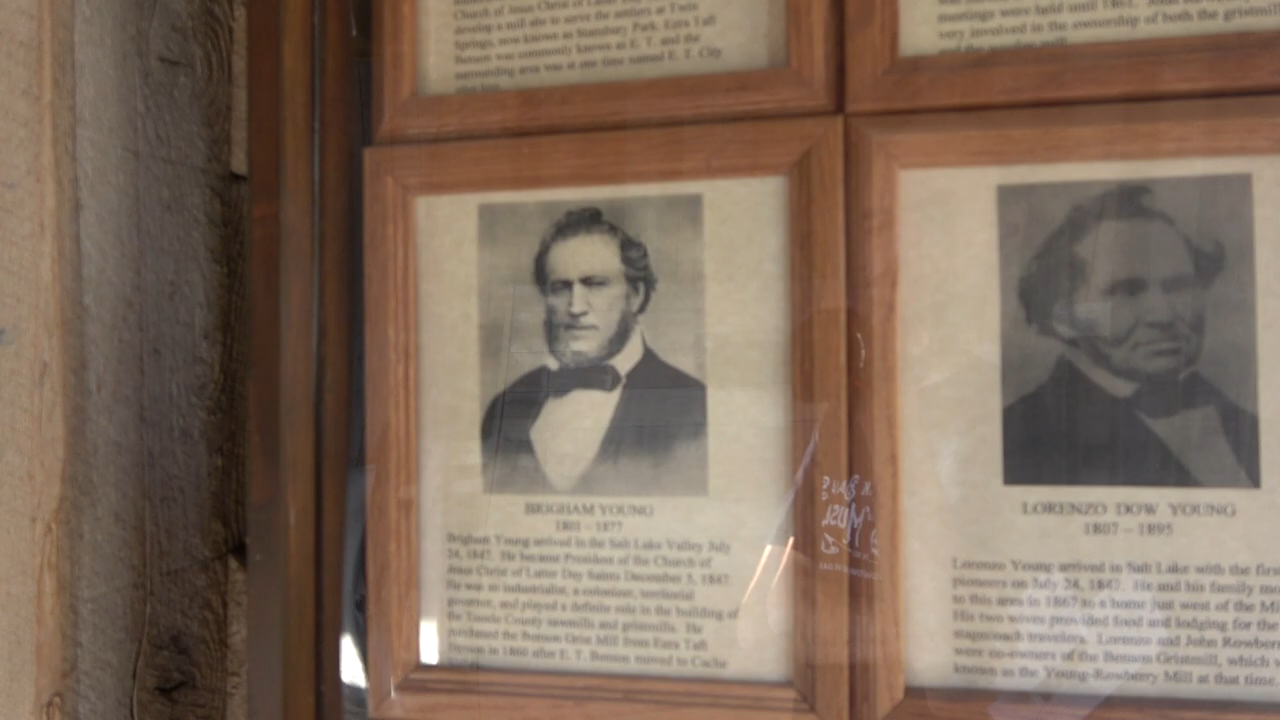 Church of Jesus Christ of Latter Day
develop a mill site to serve the settlers at Twin
Springs, now known as Stansbury Park. Ezra Taft
Benson was commonly known as E. T. and the
surrounding area was at one time named E. T. City
meetings were held until
very involved in the ownership of both the gristmill
BRIGHAM YOUNG
1801 – 1877
Brigham Young arrived in the Salt Lake Valley July
24, 1847. He became President of the Church of
Jesus Christ of Latter Day Saints December 5, 1847.
He was an industrialist, a colonizer, territorial
governor, and played a definite role in the building of
the Tooele County sawmills and gristmills. He
purchased the Benson Grist Mill from Ezra Taft
Benson in 1860 after E. T. Benson moved to Cache
LORENZO DOW YOUNG
1807 – 1895
Lorenzo Young arrived in Salt Lake with the first
pioneers on July 24, 1847. He and his family mo
to this area in 1867 to a home just west of the Mi
His two wives provided food and lodging for the
stagecoach travelers. Lorenzo and John Rowber
were co-owners of the Benson Gristmill, which w
known as the Young-Rowberry Mill at that time.